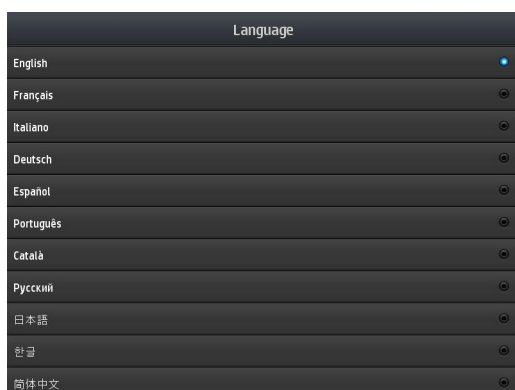 Language
English
Français
Italiano
Deutsch
Español
Português
Català
Русский
日本語
한글
简体中文